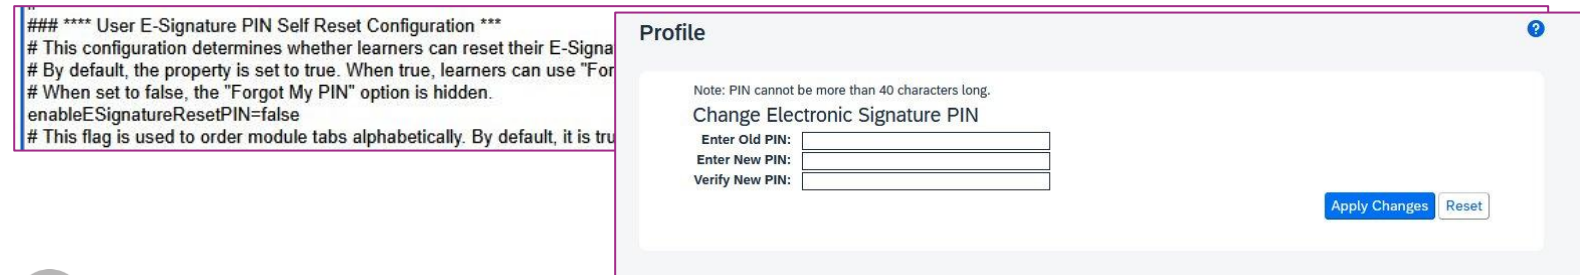 ### **** User E-Signature PIN Self Reset Configuration ***
# This configuration determines whether learners can reset their E-Signa
# By default, the property is set to true. When true, learners can use "For
# When set to false, the "Forgot My PIN" option is hidden.
enableESignatureResetPIN=false
# This flag is used to order module tabs alphabetically. By default, it is tru
Profile
?
Note: PIN cannot be more than 40 characters long.
Change Electronic Signature PIN
Enter Old PIN:
Enter New PIN:
Verify New PIN:
Apply Changes Reset